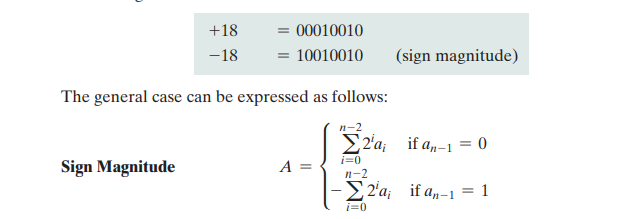 +18 = 00010010
−18 = 10010010 (sign magnitude)
The general case can be expressed as follows:
Sign Magnitude A = { ∑_{i=0}^{n−2} 2^i a_i if a_{n−1} = 0
−∑_{i=0}^{n−2} 2^i a_i if a_{n−1} = 1